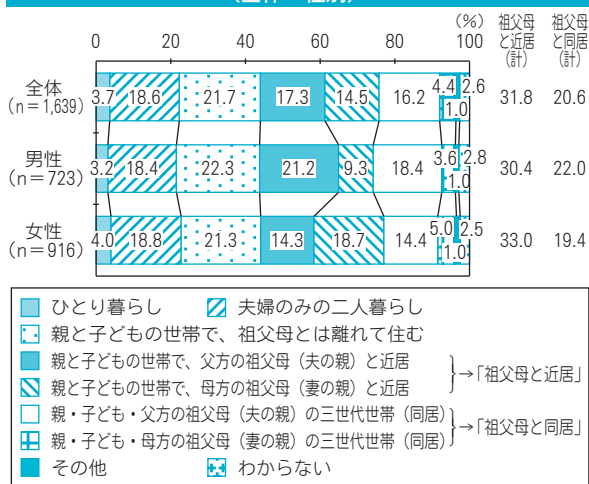 (%) 祖父母と近居(計) 祖父母と同居(計)
0 20 40 60 80 100
全体(n=1,639) 3.7 18.6 21.7 17.3 14.5 16.2 4.4 1.0 2.6 31.8 20.6
男性(n=723) 3.2 18.4 22.3 21.2 9.3 18.4 3.6 1.0 2.8 30.4 22.0
女性(n=916) 4.0 18.8 21.3 14.3 18.7 14.4 5.0 1.0 2.5 33.0 19.4
ひとり暮らし 夫婦のみの二人暮らし
親と子どもの世帯で、祖父母とは離れて住む
親と子どもの世帯で、父方の祖父母(夫の親)と近居
親と子どもの世帯で、母方の祖父母(妻の親)と近居
→「祖父母と近居」
親・子ども・父方の祖父母(夫の親)の三世代世帯(同居)
親・子ども・母方の祖父母(妻の親)の三世代世帯(同居)
→「祖父母と同居」
その他 わからない